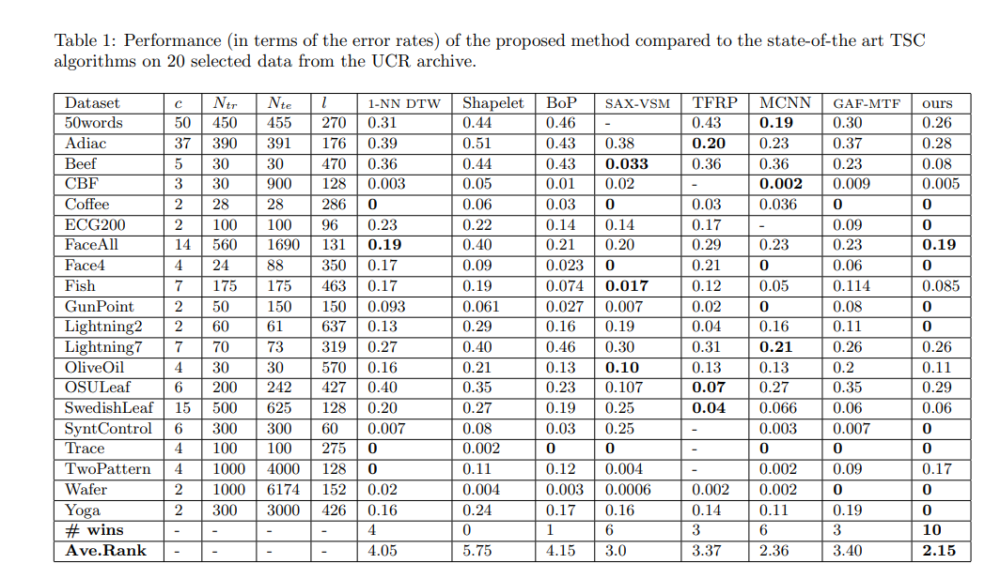 Table 1: Performance (in terms of the error rates) of the proposed method compared to the state-of-the art TSC
algorithms on 20 selected data from the UCR archive.
Dataset c Ntr Nte l 1-NN DTW Shapelet BoP SAX-VSM TFRP MCNN GAF-MTF ours
50words 50 450 455 270 0.31 0.44 0.46 - 0.43 0.19 0.30 0.26
Adiac 37 390 391 176 0.39 0.51 0.43 0.38 0.20 0.23 0.37 0.28
Beef 5 30 30 470 0.36 0.44 0.43 0.033 0.36 0.36 0.23 0.08
CBF 3 30 900 128 0.003 0.05 0.01 0.02 - 0.002 0.009 0.005
Coffee 2 28 28 286 0 0.06 0.03 0 0.03 0.036 0 0
ECG200 2 100 100 96 0.23 0.22 0.14 0.14 0.17 - 0.09 0
FaceAll 14 560 1690 131 0.19 0.40 0.21 0.20 0.29 0.23 0.23 0.19
Face4 4 24 88 350 0.17 0.09 0.023 0 0.21 0 0.06 0
Fish 7 175 175 463 0.17 0.19 0.074 0.017 0.12 0.05 0.114 0.085
GunPoint 2 50 150 150 0.093 0.061 0.027 0.007 0.02 0 0.08 0
Lightning2 2 60 61 637 0.13 0.29 0.16 0.19 0.04 0.16 0.11 0
Lightning7 7 70 73 319 0.27 0.40 0.46 0.30 0.31 0.21 0.26 0.26
OliveOil 4 30 30 570 0.16 0.21 0.13 0.10 0.13 0.13 0.2 0.11
OSULeaf 6 200 242 427 0.40 0.35 0.23 0.107 0.07 0.27 0.35 0.29
SwedishLeaf 15 500 625 128 0.20 0.27 0.19 0.25 0.04 0.066 0.06 0.06
SyntControl 6 300 300 60 0.007 0.08 0.03 0.25 - 0.003 0.007 0
Trace 4 100 100 275 0 0.002 0 0 - 0 0 0
TwoPattern 4 1000 4000 128 0 0.11 0.12 0.004 - 0.002 0.09 0.17
Wafer 2 1000 6174 152 0.02 0.004 0.003 0.0006 0.002 0.002 0 0
Yoga 2 300 3000 426 0.16 0.24 0.17 0.16 0.14 0.11 0.19 0
# wins - - - - 4 0 1 6 3 6 3 10
Ave.Rank - - - - 4.05 5.75 4.15 3.0 3.37 2.36 3.40 2.15